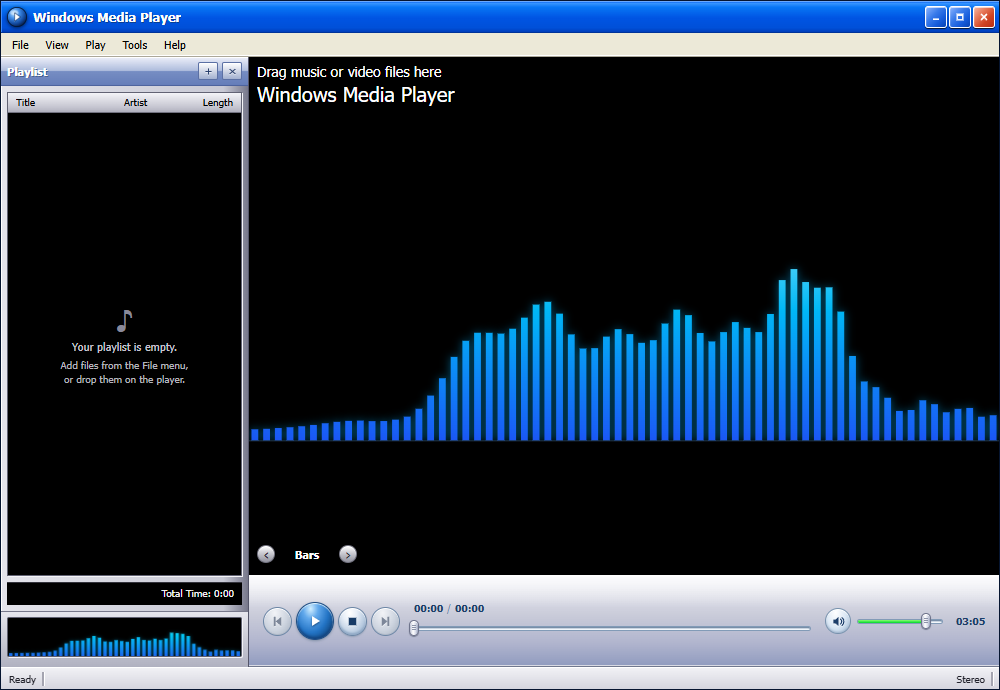 Windows Media Player
File View Play Tools Help
Playlist
Title Artist Length
Your playlist is empty.
Add files from the File menu,
or drop them on the player.
Total Time: 0:00
Drag music or video files here
Windows Media Player
Bars
00:00 / 00:00
03:05
Ready
Stereo